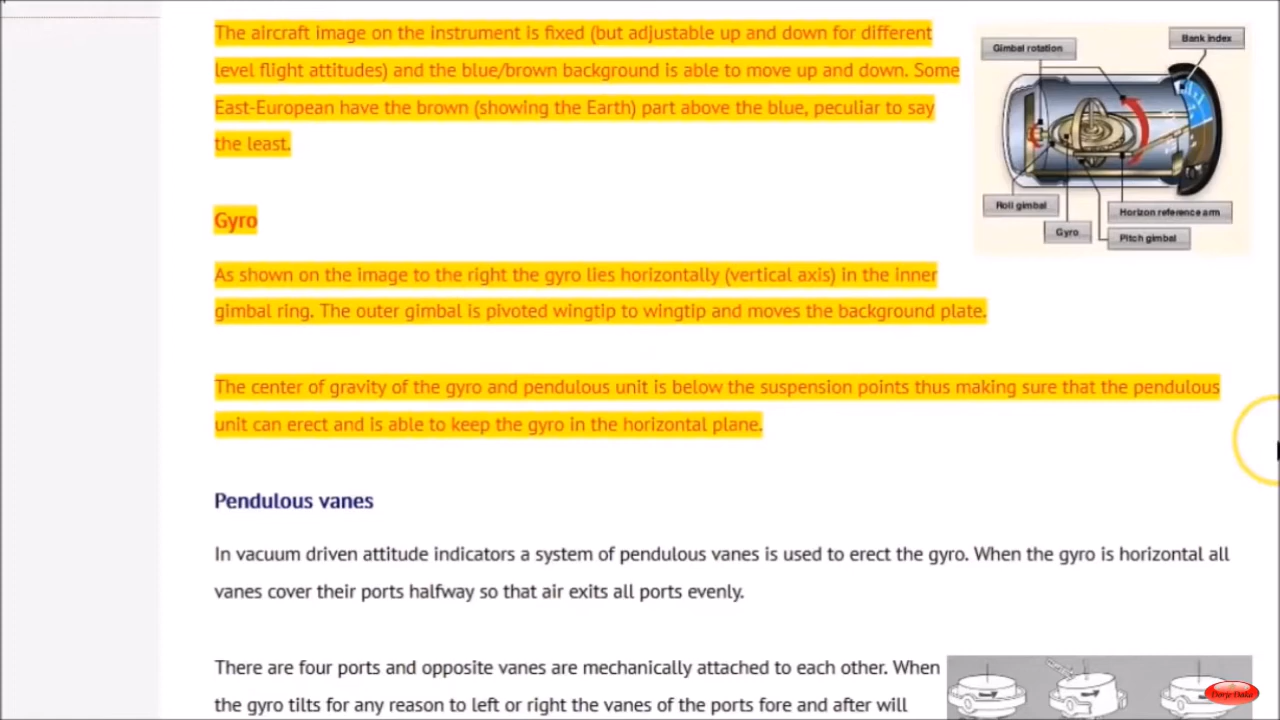 The aircraft image on the instrument is fixed (but adjustable up and down for different
level flight attitudes) and the blue/brown background is able to move up and down. Some
East-European have the brown (showing the Earth) part above the blue, peculiar to say
the least.
Gimbal rotation
Bank index
Roll gimbal
Horizon reference arm
Gyro
Pitch gimbal
Gyro
As shown on the image to the right the gyro lies horizontally (vertical axis) in the inner
gimbal ring. The outer gimbal is pivoted wingtip to wingtip and moves the background plate.
The center of gravity of the gyro and pendulous unit is below the suspension points thus making sure that the pendulous
unit can erect and is able to keep the gyro in the horizontal plane.
Pendulous vanes
In vacuum driven attitude indicators a system of pendulous vanes is used to erect the gyro. When the gyro is horizontal all
vanes cover their ports halfway so that air exits all ports evenly.
There are four ports and opposite vanes are mechanically attached to each other. When
the gyro tilts for any reason to left or right the vanes of the ports fore and after will